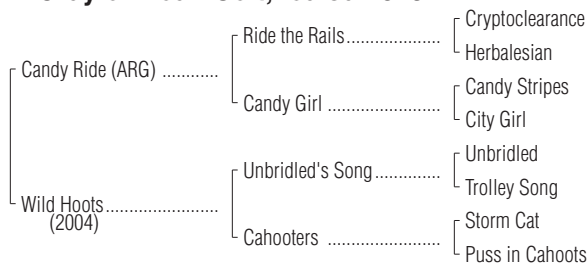 Candy Ride (ARG) ............
Ride the Rails.....................
Cryptoclearance
Herbalesian
Candy Girl ..........................
Candy Stripes
City Girl
Wild Hoots........................
(2004)
Unbridled's Song...............
Unbridled
Trolley Song
Cahooters ..........................
Storm Cat
Puss in Cahoots